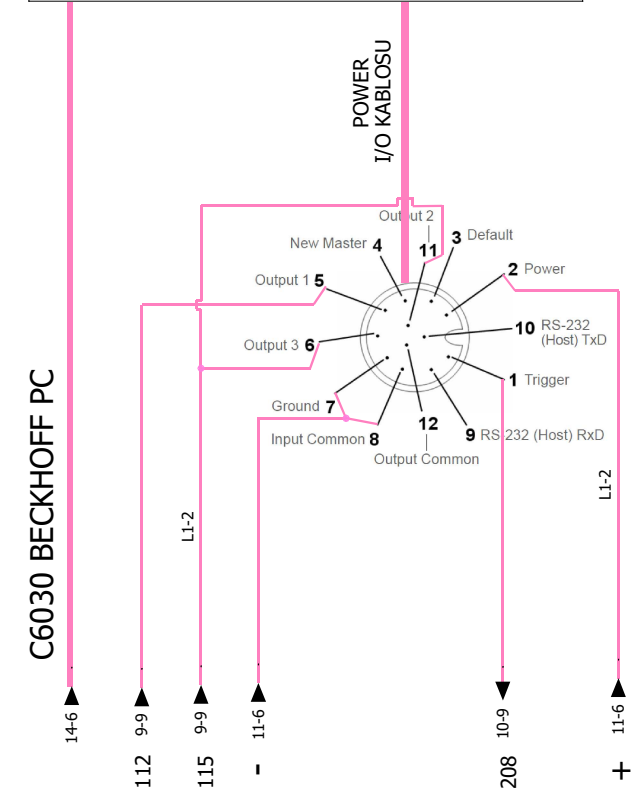 POWER
I/O KABLOSU
Output 2
11
New Master 4
3 Default
Output 1 5
2 Power
10 RS-232
(Host) TxD
Output 3 6
1 Trigger
Ground 7
Input Common 8
12
Output Common
9 RS-232 (Host) RxD
C6030 BECKHOFF PC
L1-2
L1-2
14-6
9-9
9-9
11-6
10-9
11-6
112
115
-
208
+